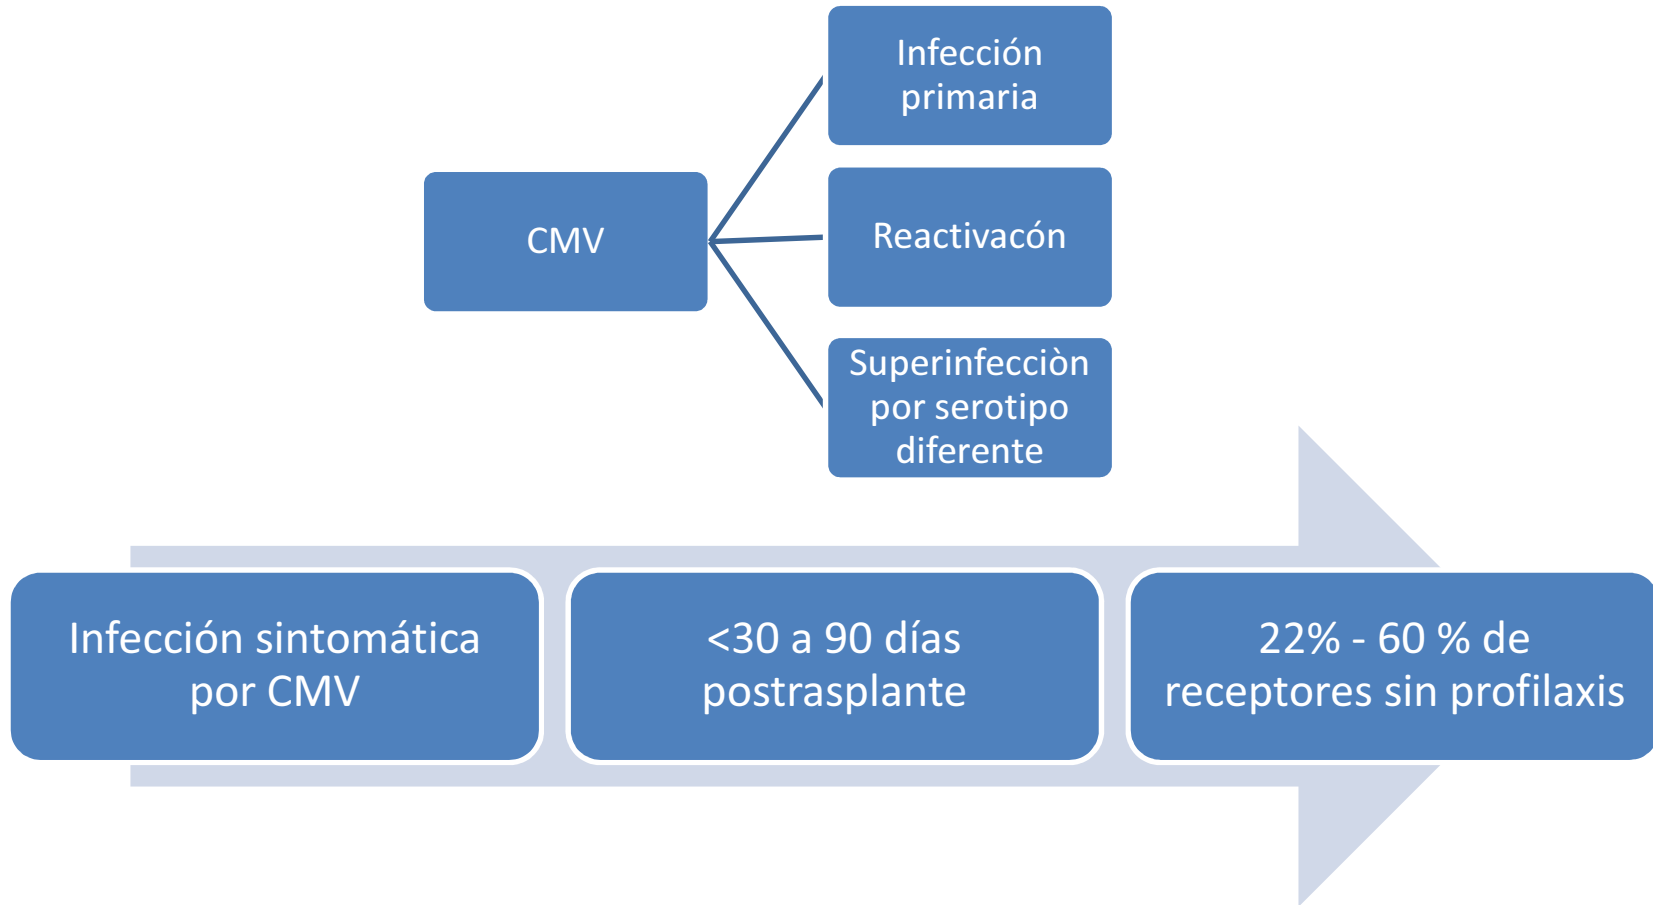 Infección
primaria
CMV
Reactivacón
Superinfecciòn
por serotipo
diferente
Infección sintomática
por CMV
<30 a 90 días
postrasplante
22% - 60 % de
receptores sin profilaxis